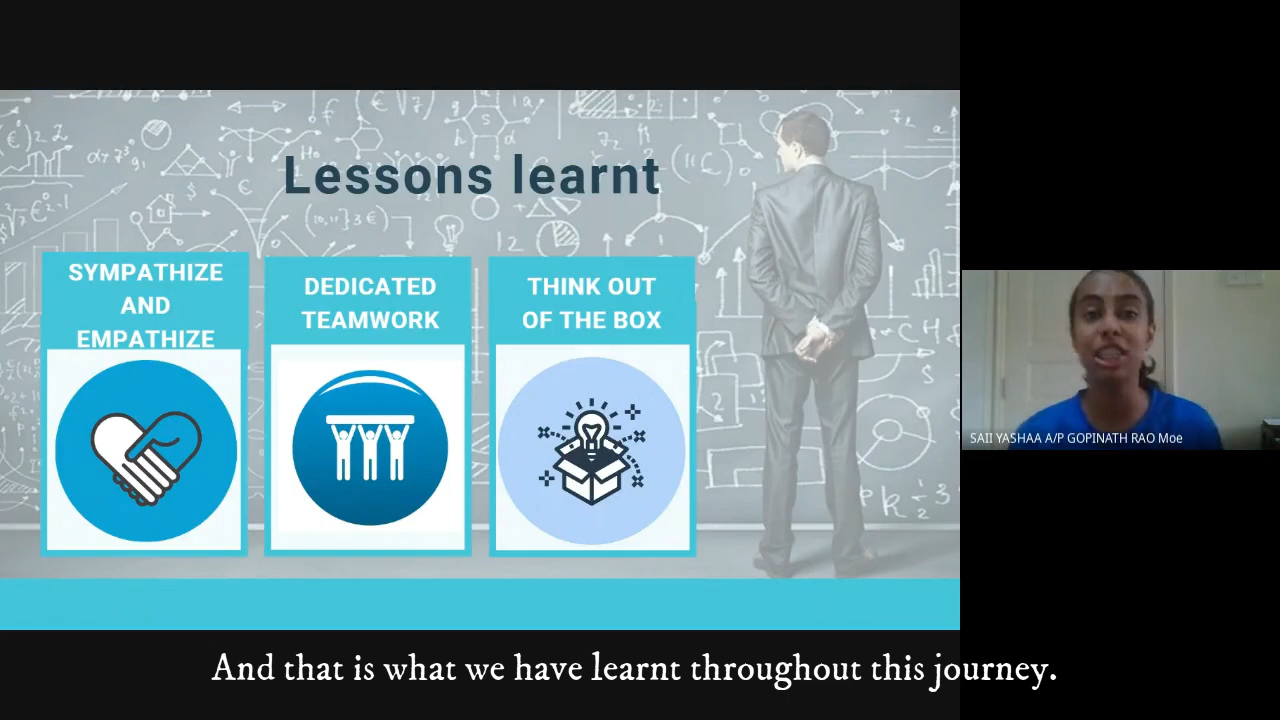 Lessons learnt
SYMPATHIZE
AND
EMPATHIZE
DEDICATED
TEAMWORK
THINK OUT
OF THE BOX
SAII YASHAA A/P GOPINATH RAO Moe
And that is what we have learnt throughout this journey.